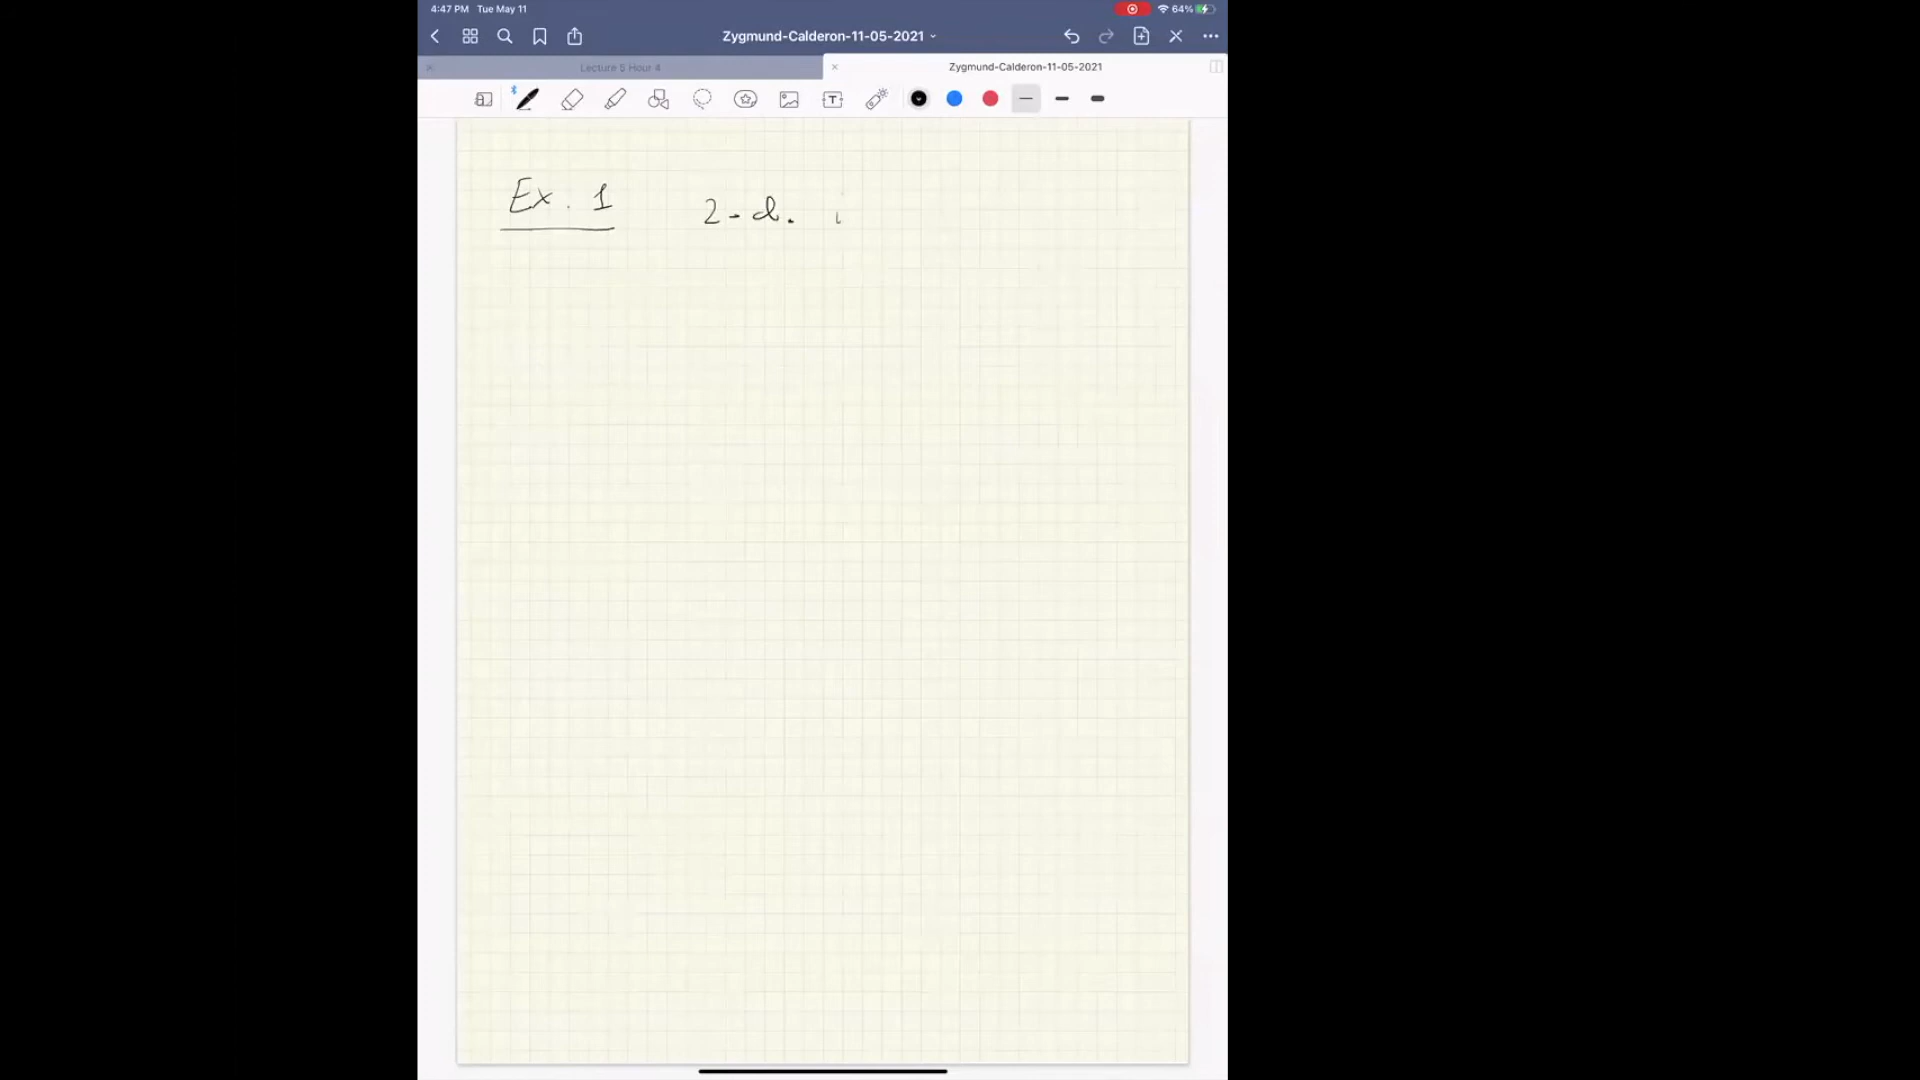 4:47 PM Tue May 11
64%
Zygmund-Calderon-11-05-2021
Lecture 5 Hour 4
Zygmund-Calderon-11-05-2021
Ex. 1 2-d.